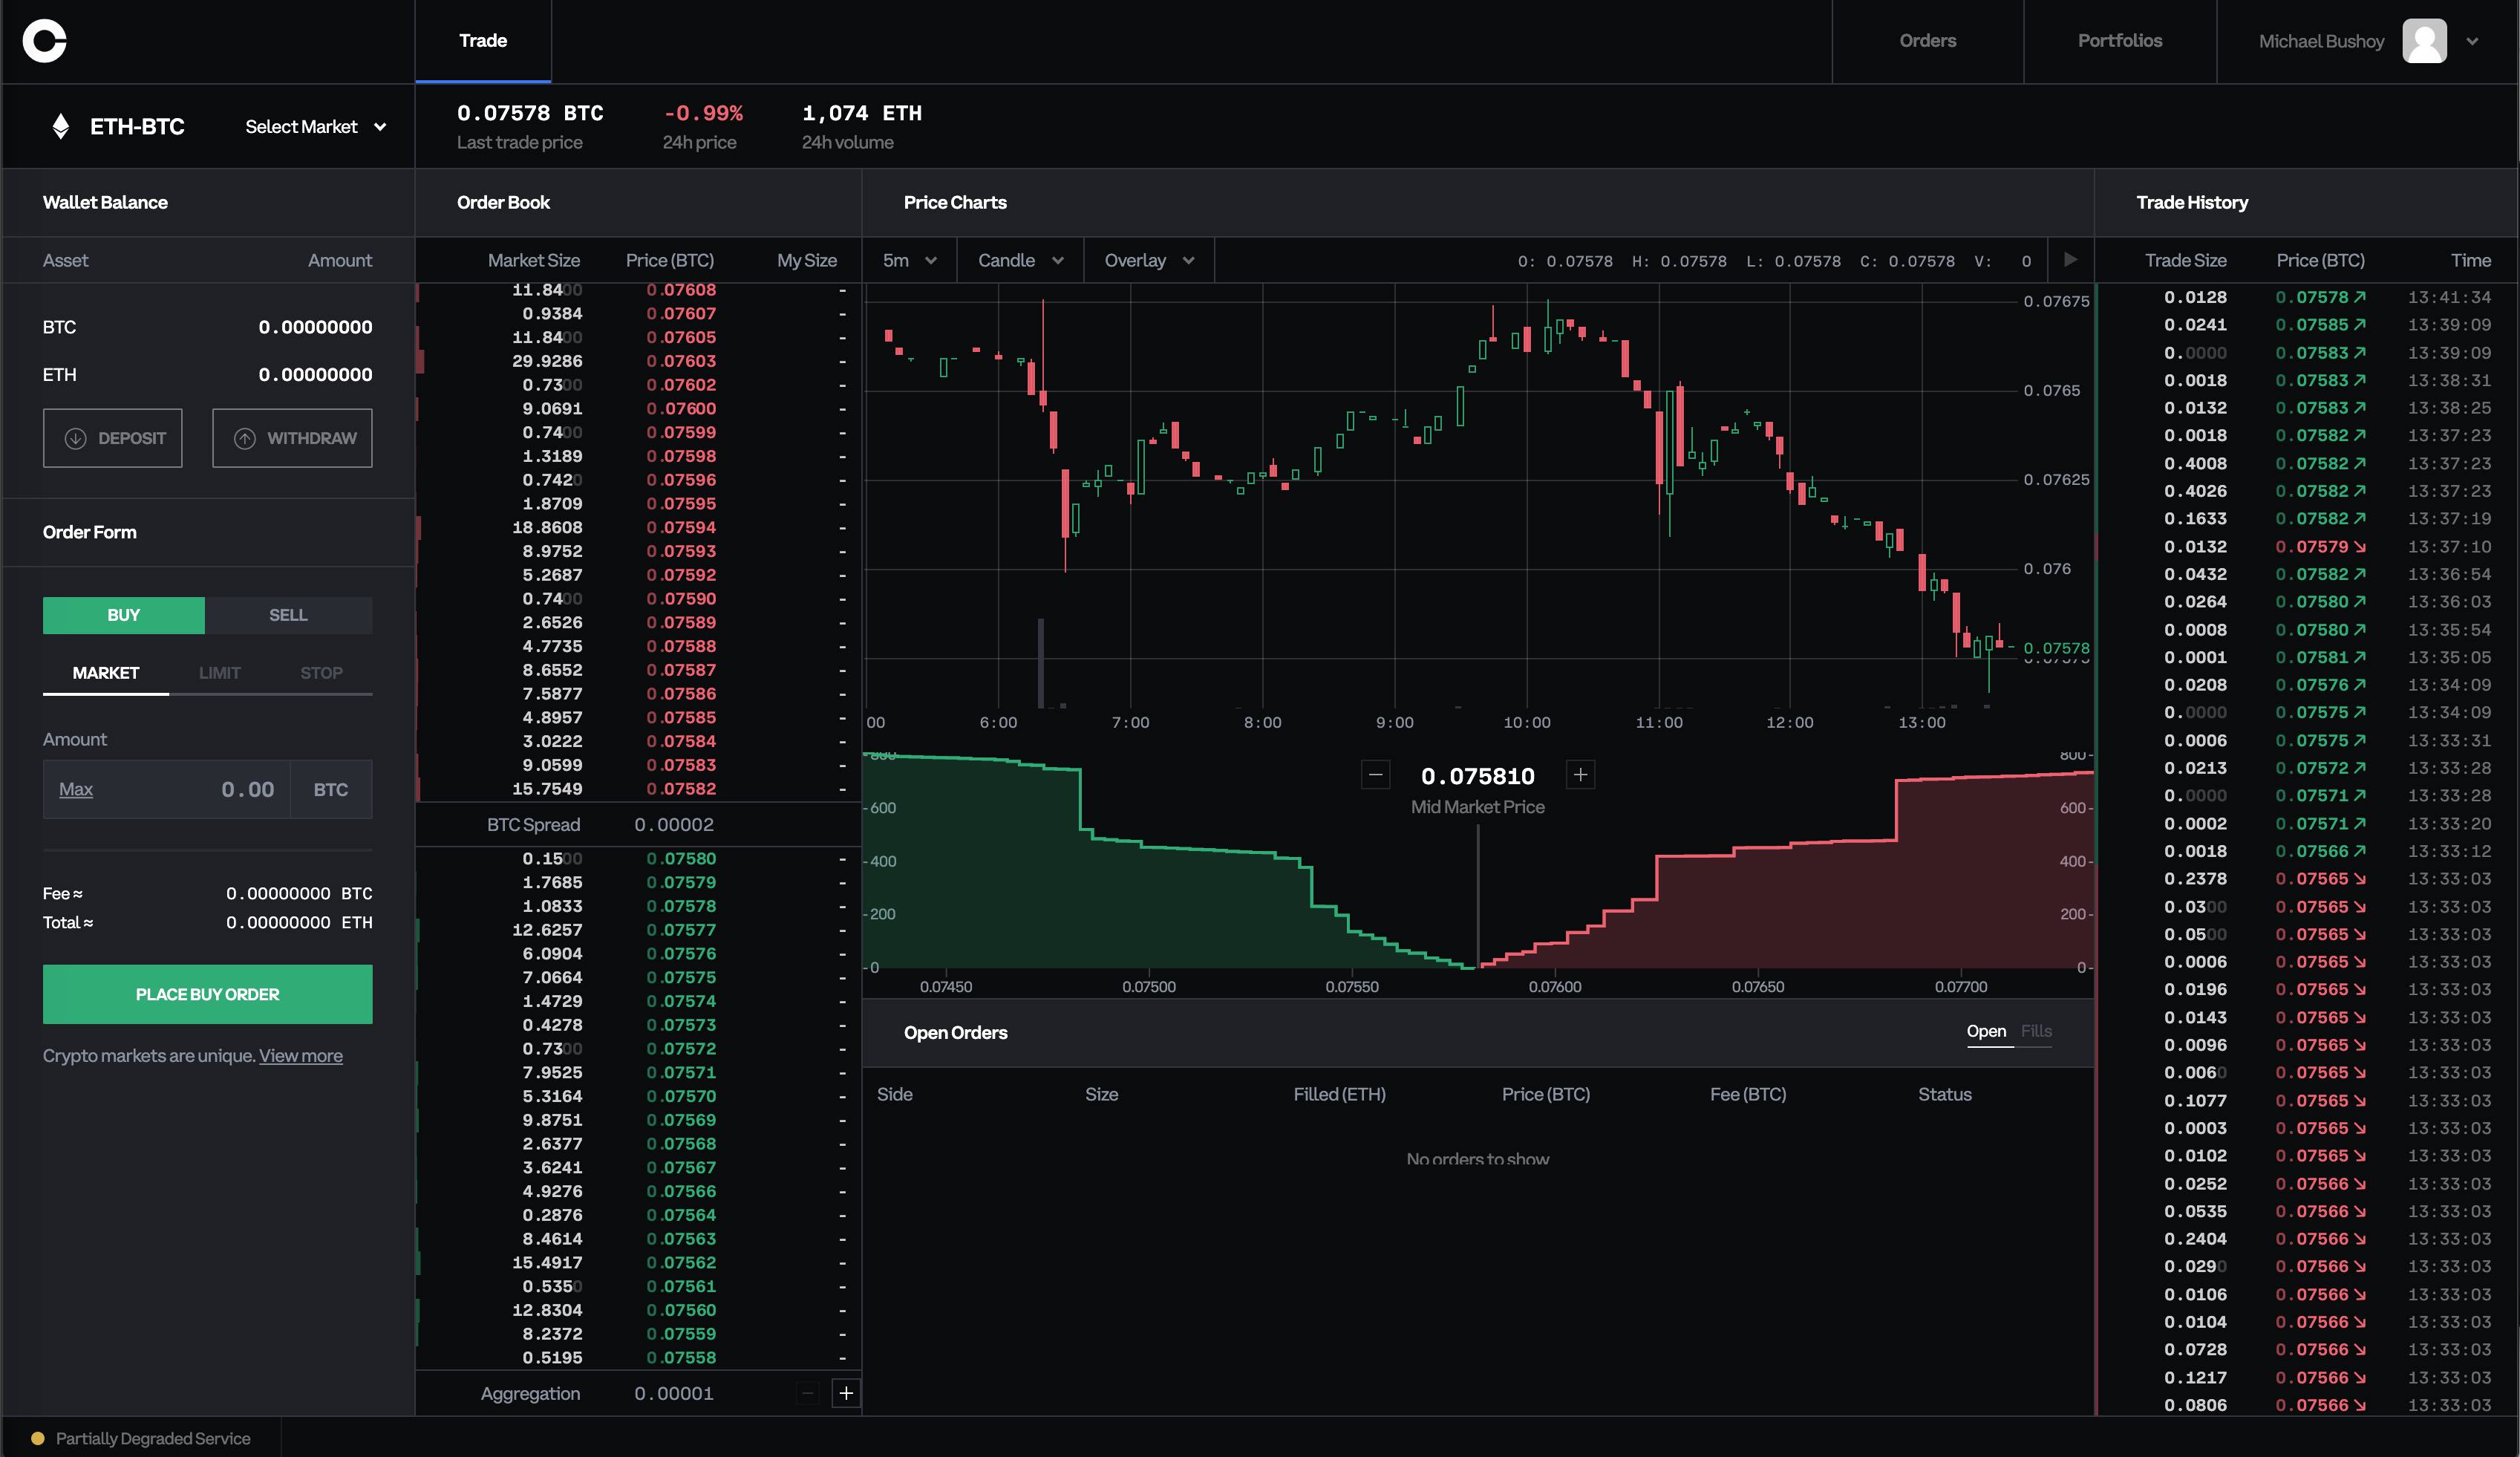 Trade
Orders
Portfolios
Michael Bushoy
ETH-BTC
Select Market
0.07578 BTC
Last trade price
-0.99%
24h price
1,074 ETH
24h volume
Wallet Balance
Asset Amount
BTC 0.00000000
ETH 0.00000000
DEPOSIT
WITHDRAW
Order Form
BUY SELL
MARKET LIMIT STOP
Amount
Max 0.00 BTC
Fee ≈ 0.00000000 BTC
Total ≈ 0.00000000 ETH
PLACE BUY ORDER
Crypto markets are unique. View more
Order Book
Market Size Price (BTC) My Size
11.8400 0.07608 -
0.9384 0.07607 -
11.8400 0.07605 -
29.9286 0.07603 -
0.7300 0.07602 -
9.0691 0.07600 -
0.7400 0.07599 -
1.3189 0.07598 -
0.7420 0.07596 -
1.8709 0.07595 -
18.8608 0.07594 -
8.9752 0.07593 -
5.2687 0.07592 -
0.7400 0.07590 -
2.6526 0.07589 -
4.7735 0.07588 -
8.6552 0.07587 -
7.5877 0.07586 -
4.8957 0.07585 -
3.0222 0.07584 -
9.0599 0.07583 -
15.7549 0.07582 -
BTC Spread 0.00002
0.1500 0.07580 -
1.7685 0.07579 -
1.0833 0.07578 -
12.6257 0.07577 -
6.0904 0.07576 -
7.0664 0.07575 -
1.4729 0.07574 -
0.4278 0.07573 -
0.7300 0.07572 -
7.9525 0.07571 -
5.3164 0.07570 -
9.8751 0.07569 -
2.6377 0.07568 -
3.6241 0.07567 -
4.9276 0.07566 -
0.2876 0.07564 -
8.4614 0.07563 -
15.4917 0.07562 -
0.5350 0.07561 -
12.8304 0.07560 -
8.2372 0.07559 -
0.5195 0.07558 -
Aggregation 0.00001 − +
Price Charts
5m Candle Overlay O: 0.07578 H: 0.07578 L: 0.07578 C: 0.07578 V: 0
0.07675
0.0765
0.07625
0.076
0.07578
0.07575
00 6:00 7:00 8:00 9:00 10:00 11:00 12:00 13:00
− 0.075810 +
Mid Market Price
800 800
600 600
400 400
200 200
0 0
0.07450 0.07500 0.07550 0.07600 0.07650 0.07700
Open Orders
Open Fills
Side Size Filled (ETH) Price (BTC) Fee (BTC) Status
No orders to show
Trade History
Trade Size Price (BTC) Time
0.0128 0.07578↗ 13:41:34
0.0241 0.07585↗ 13:39:09
0.0000 0.07583↗ 13:39:09
0.0018 0.07583↗ 13:38:31
0.0132 0.07583↗ 13:38:25
0.0018 0.07582↗ 13:37:23
0.4008 0.07582↗ 13:37:23
0.4026 0.07582↗ 13:37:23
0.1633 0.07582↗ 13:37:19
0.0132 0.07579↘ 13:37:10
0.0432 0.07582↗ 13:36:54
0.0264 0.07580↗ 13:36:03
0.0008 0.07580↗ 13:35:54
0.0001 0.07581↗ 13:35:05
0.0208 0.07576↗ 13:34:09
0.0000 0.07575↗ 13:34:09
0.0006 0.07575↗ 13:33:31
0.0213 0.07572↗ 13:33:28
0.0000 0.07571↗ 13:33:28
0.0002 0.07571↗ 13:33:20
0.0018 0.07566↗ 13:33:12
0.2378 0.07565↘ 13:33:03
0.0300 0.07565↘ 13:33:03
0.0500 0.07565↘ 13:33:03
0.0006 0.07565↘ 13:33:03
0.0196 0.07565↘ 13:33:03
0.0143 0.07565↘ 13:33:03
0.0096 0.07565↘ 13:33:03
0.0060 0.07565↘ 13:33:03
0.1077 0.07565↘ 13:33:03
0.0003 0.07565↘ 13:33:03
0.0102 0.07565↘ 13:33:03
0.0252 0.07566↘ 13:33:03
0.0535 0.07566↘ 13:33:03
0.2404 0.07566↘ 13:33:03
0.0290 0.07566↘ 13:33:03
0.0106 0.07566↘ 13:33:03
0.0104 0.07566↘ 13:33:03
0.0728 0.07566↘ 13:33:03
0.1217 0.07566↘ 13:33:03
0.0806 0.07566↘ 13:33:03
Partially Degraded Service